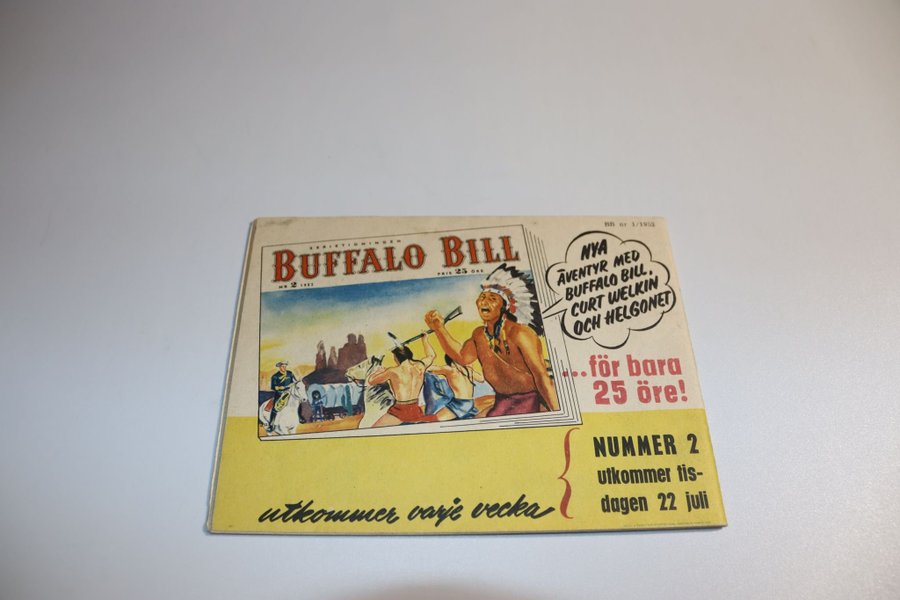 BB nr 1/1952
SERIETIDNINGEN
BUFFALO BILL
NR 2 1952 PRIS 25 ÖRE
NYA
ÄVENTYR MED
BUFFALO BILL,
CURT WELKIN
OCH HELGONET
...för bara
25 öre!
NUMMER 2
utkommer tis-
dagen 22 juli
utkommer varje vecka